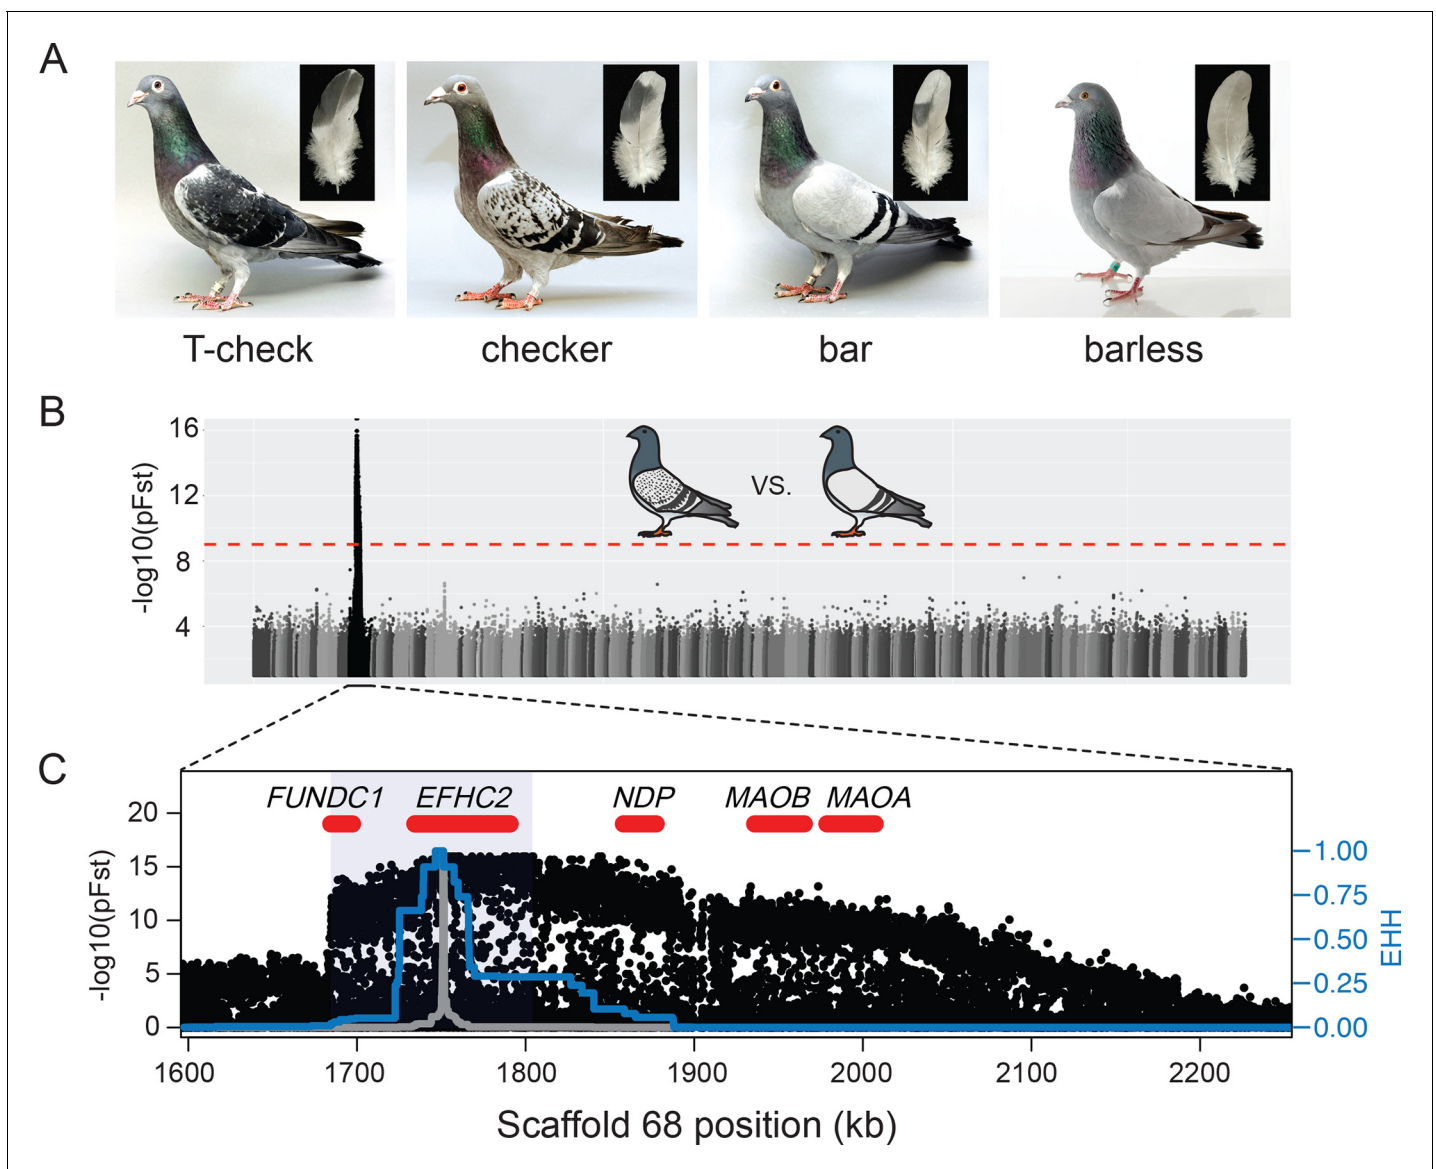 A
T-check
checker
bar
barless
B
-log10(pFst)
16
12
8
4
VS.
C
FUNDC1
EFHC2
NDP
MAOB
MAOA
-log10(pFst)
20
15
10
5
0
1.00
0.75
0.50
0.25
0.00
EHH
1600
1700
1800
1900
2000
2100
2200
Scaffold 68 position (kb)